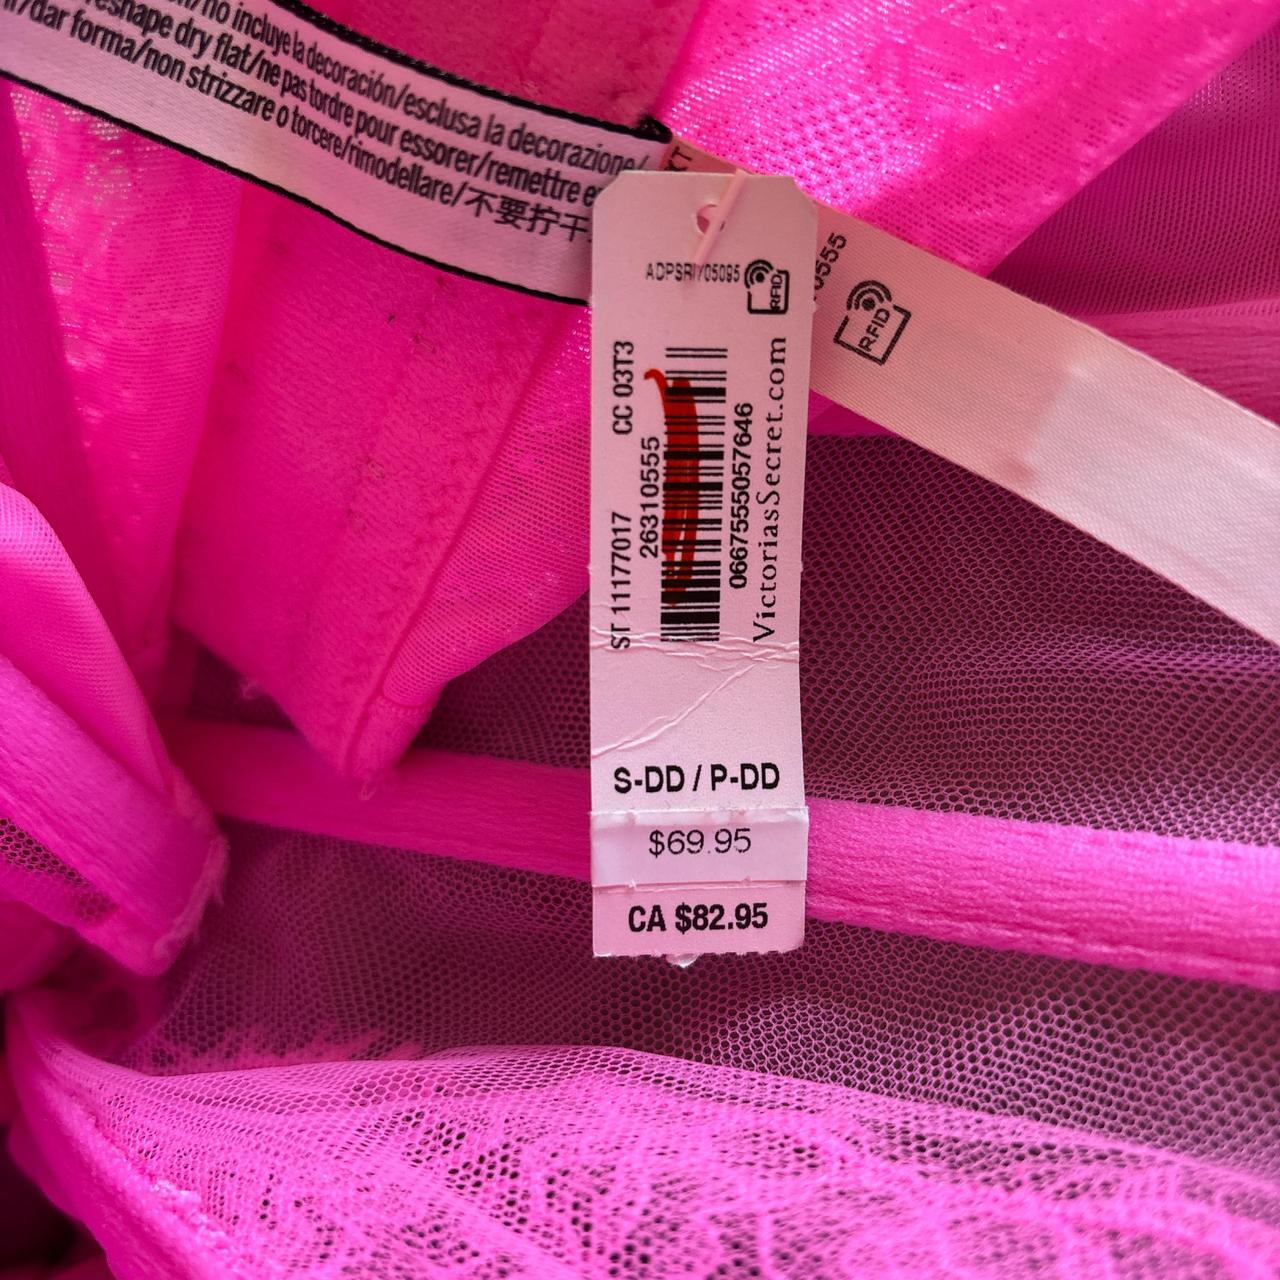 /no incluye la decoración/esclusa la decorazione/
reshape dry flat/ne pas tordre pour essorer/remettre e
/dar forma/non strizzare o torcere/rimodellare/不要拧干
ADPSRIY05095
RFID
ST 11177017 CC 03T3
26310555
0667555057646
VictoriasSecret.com
S-DD / P-DD
$69.95
CA $82.95
0555
RFID